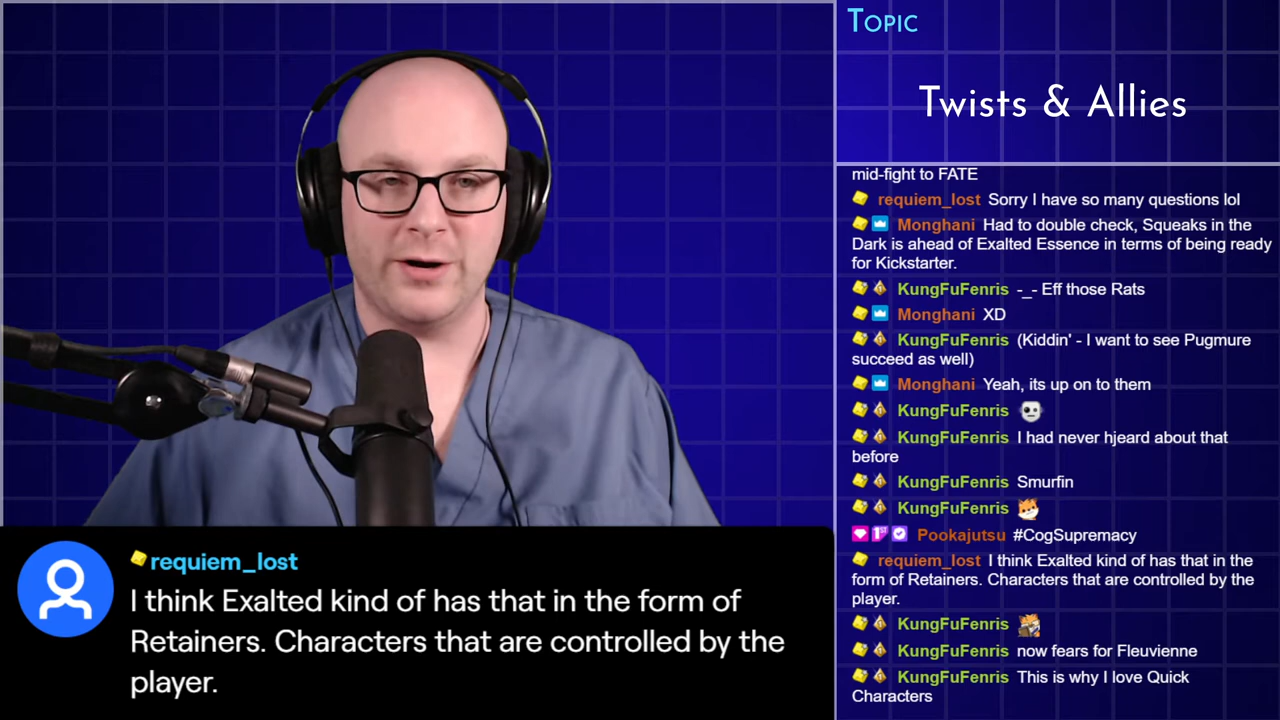 TOPIC
Twists & Allies
mid-fight to FATE
requiem_lost Sorry I have so many questions lol
Monghani Had to double check, Squeaks in the
Dark is ahead of Exalted Essence in terms of being ready
for Kickstarter.
KungFuFenris -_- Eff those Rats
Monghani XD
KungFuFenris (Kiddin' - I want to see Pugmure
succeed as well)
Monghani Yeah, its up on to them
KungFuFenris
KungFuFenris I had never hjeard about that
before
KungFuFenris Smurfin
KungFuFenris
Pookajutsu #CogSupremacy
requiem_lost I think Exalted kind of has that in the
form of Retainers. Characters that are controlled by the
player.
KungFuFenris
KungFuFenris now fears for Fleuvienne
KungFuFenris This is why I love Quick
Characters
requiem_lost
I think Exalted kind of has that in the form of
Retainers. Characters that are controlled by the
player.